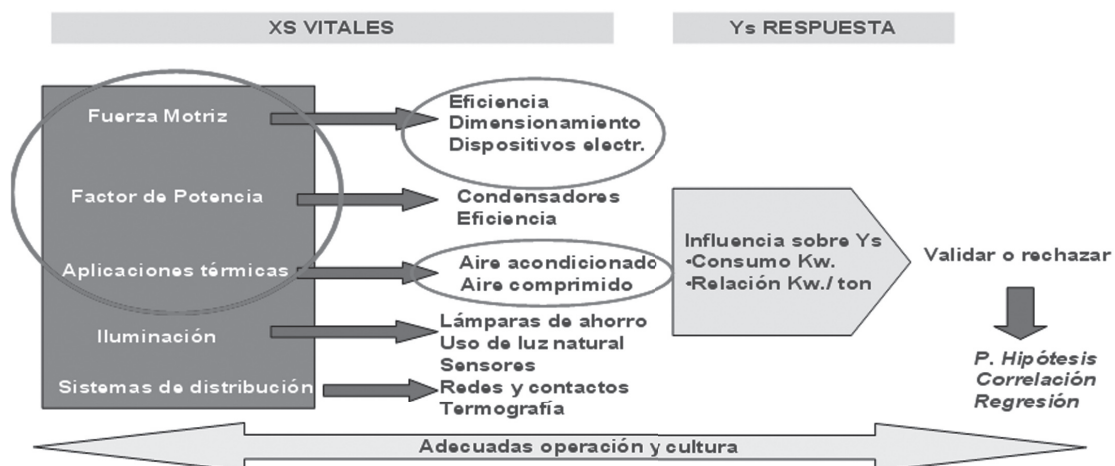 XS VITALES
Ys RESPUESTA
Fuerza Motriz
Eficiencia
Dimensionamiento
Dispositivos electr.
Factor de Potencia
Condensadores
Eficiencia
Aplicaciones térmicas
Aire acondicionado
Aire comprimido
Iluminación
Lámparas de ahorro
Uso de luz natural
Sensores
Sistemas de distribución
Redes y contactos
Termografía
Influencia sobre Ys
•Consumo Kw.
•Relación Kw./ ton
Validar o rechazar
P. Hipótesis
Correlación
Regresión
Adecuadas operación y cultura